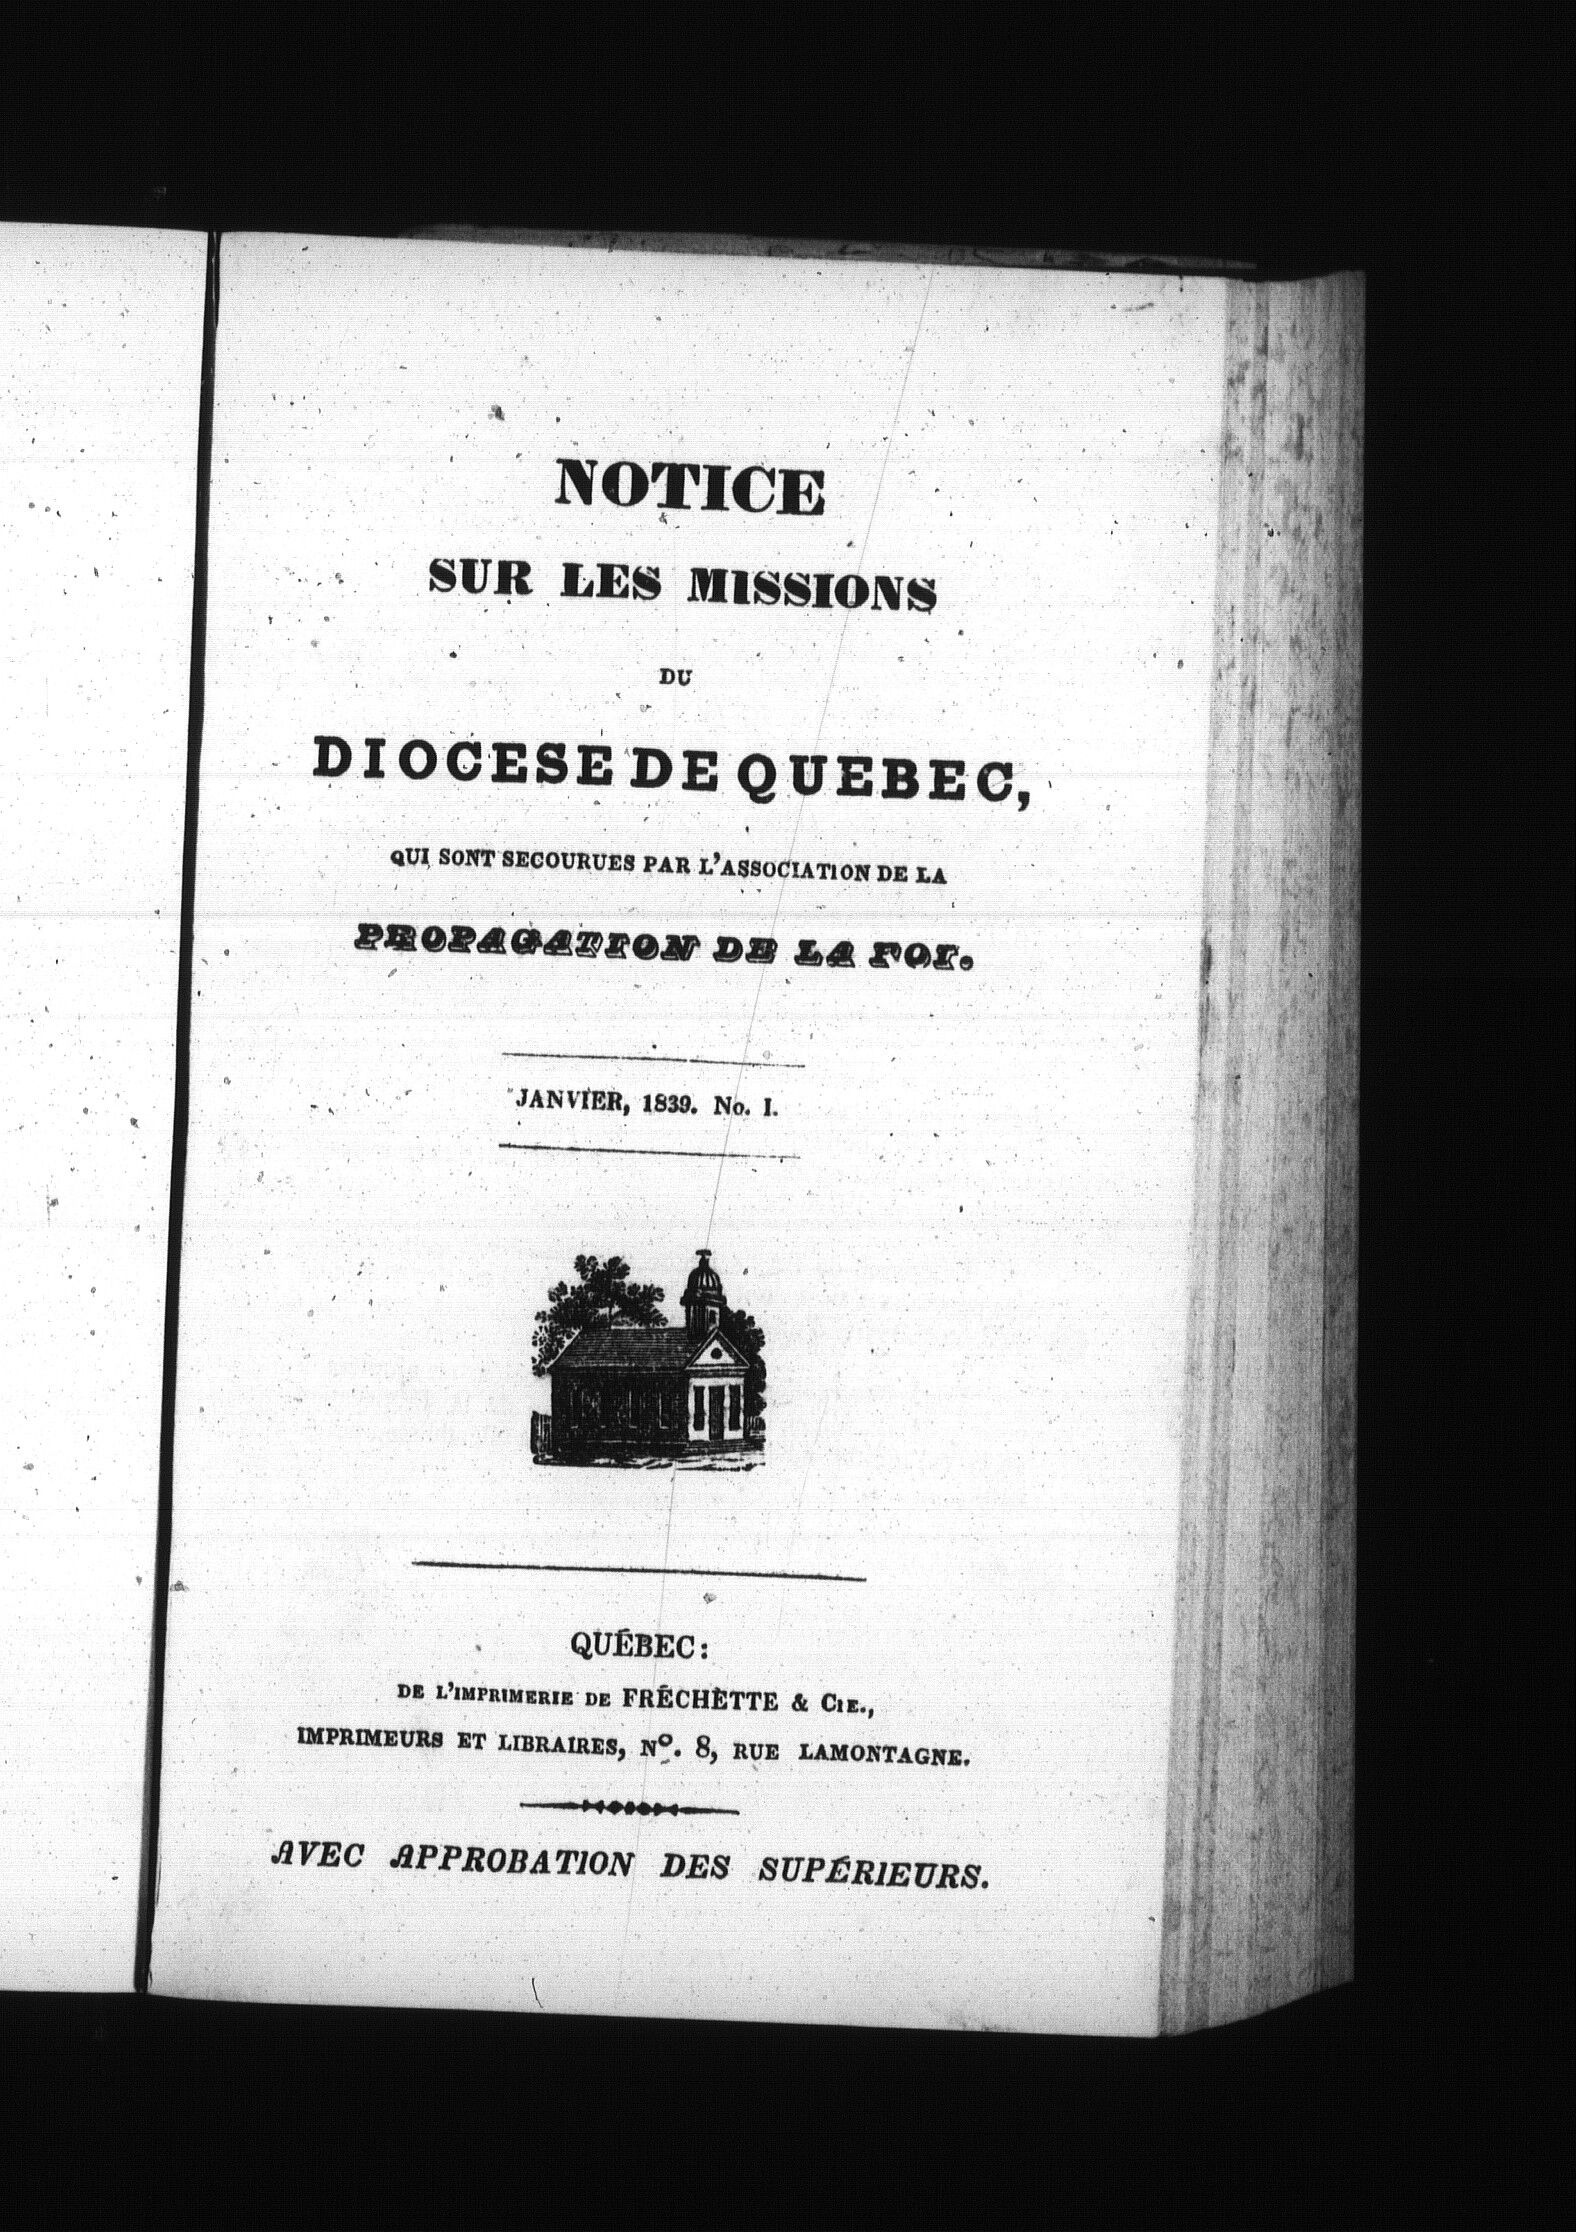 NOTICE
SUR LES MISSIONS
DU
DIOCESE DE QUEBEC,
QUI SONT SECOURUES PAR L'ASSOCIATION DE LA
PROPAGATION DE LA FOI.
JANVIER, 1839. No. I.
QUÉBEC:
DE L'IMPRIMERIE DE FRÉCHÈTTE & CIE.,
IMPRIMEURS ET LIBRAIRES, Nº. 8, RUE LAMONTAGNE.
AVEC APPROBATION DES SUPÉRIEURS.